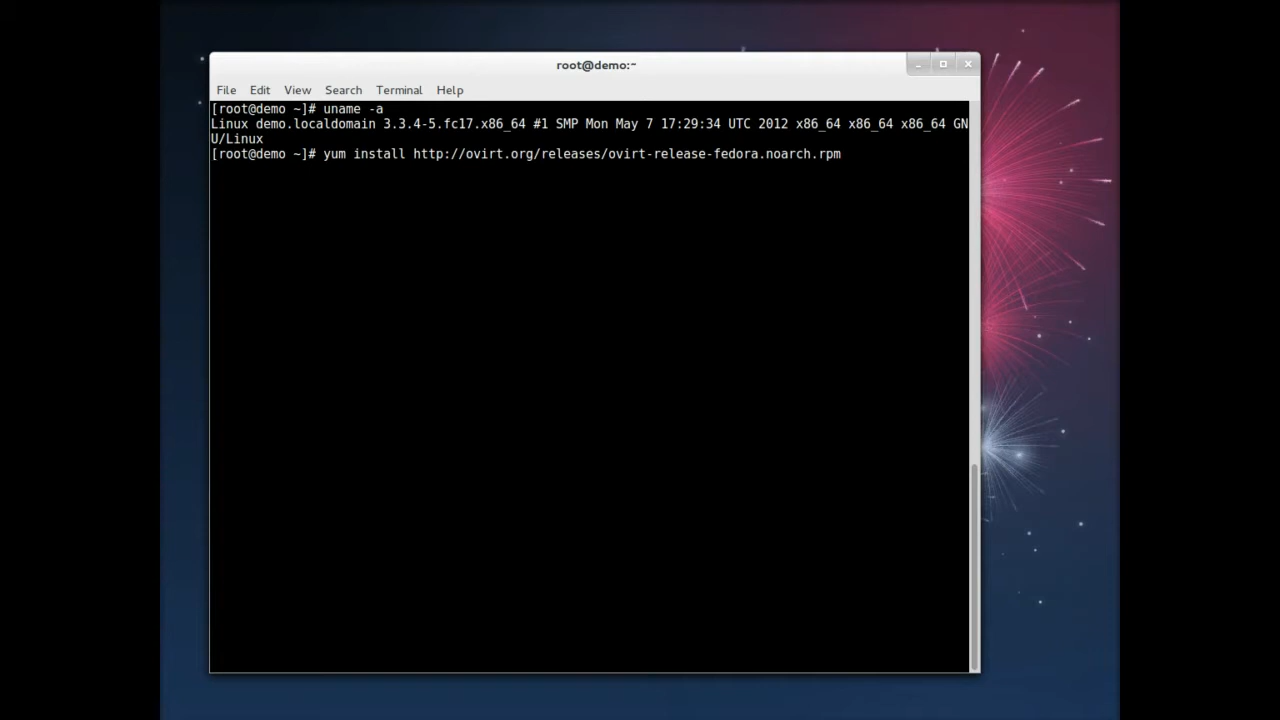 root@demo:~
File Edit View Search Terminal Help
[root@demo ~]# uname -a
Linux demo.localdomain 3.3.4-5.fc17.x86_64 #1 SMP Mon May 7 17:29:34 UTC 2012 x86_64 x86_64 x86_64 GN
U/Linux
[root@demo ~]# yum install http://ovirt.org/releases/ovirt-release-fedora.noarch.rpm